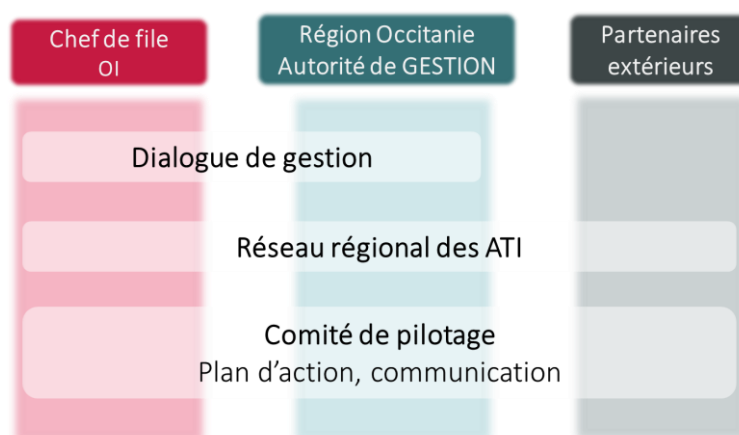 Chef de file
OI
Région Occitanie
Autorité de GESTION
Partenaires
extérieurs
Dialogue de gestion
Réseau régional des ATI
Comité de pilotage
Plan d’action, communication